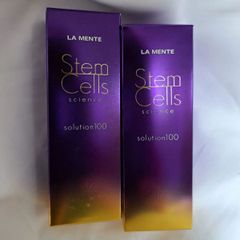 LA MENTE
Stem
Cells
science
solution100
LA MENTE
Stem
Cells
science
solution100